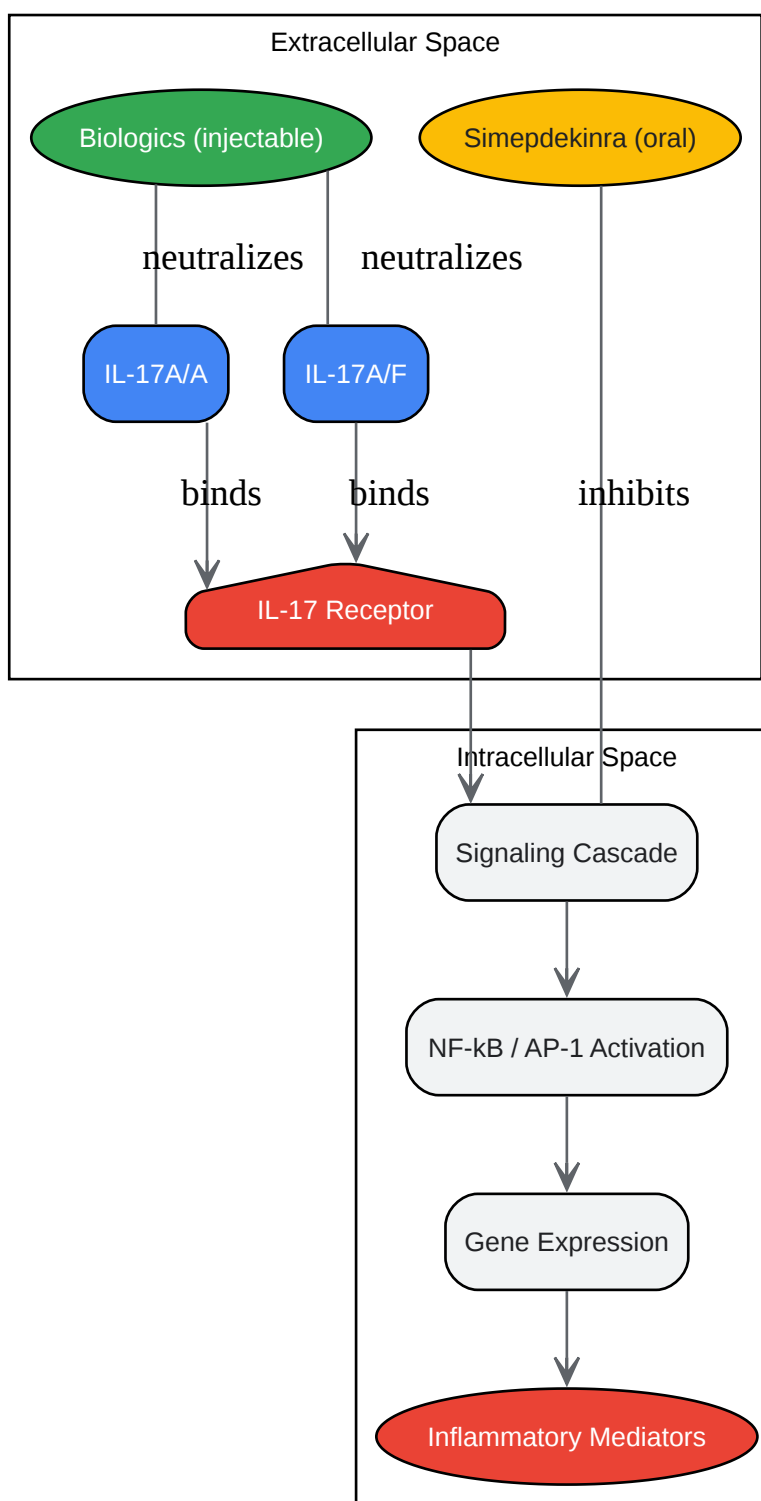 Extracellular Space
Biologics (injectable)
Simepdekinra (oral)
neutralizes
neutralizes
IL-17A/A
IL-17A/F
binds
binds
inhibits
IL-17 Receptor
Intracellular Space
Signaling Cascade
NF-kB / AP-1 Activation
Gene Expression
Inflammatory Mediators